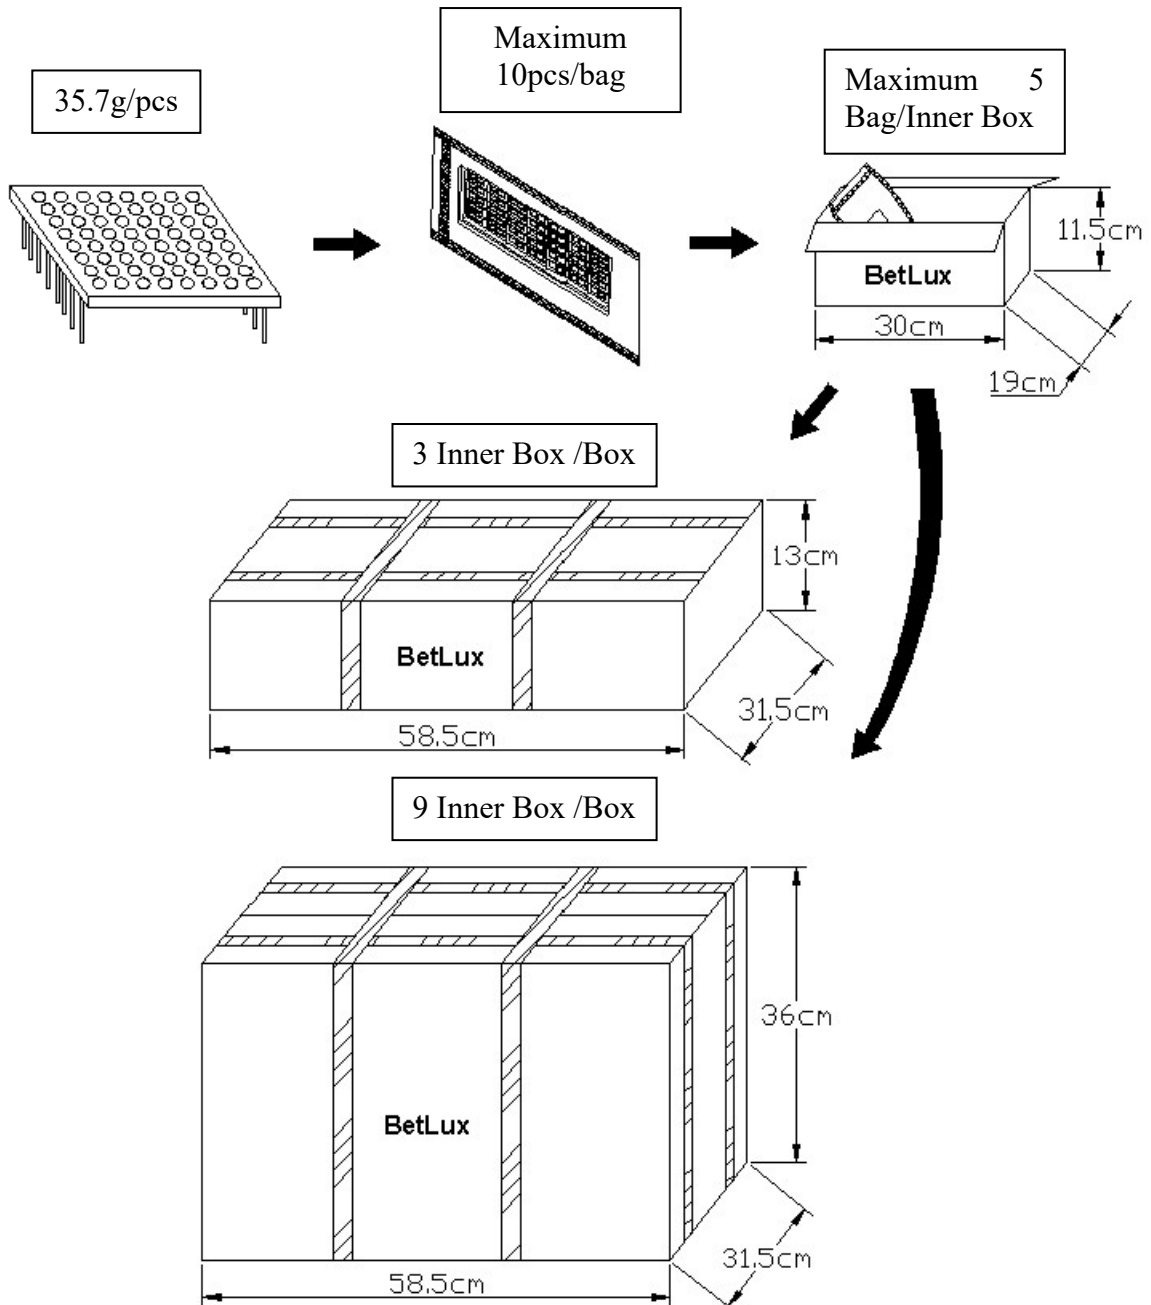 Maximum
10pcs/bag
35.7g/pcs
Maximum 5
Bag/Inner Box
11.5cm
BetLux
30cm
19cm
3 Inner Box /Box
13cm
BetLux
31.5cm
58.5cm
9 Inner Box /Box
36cm
BetLux
31.5cm
58.5cm